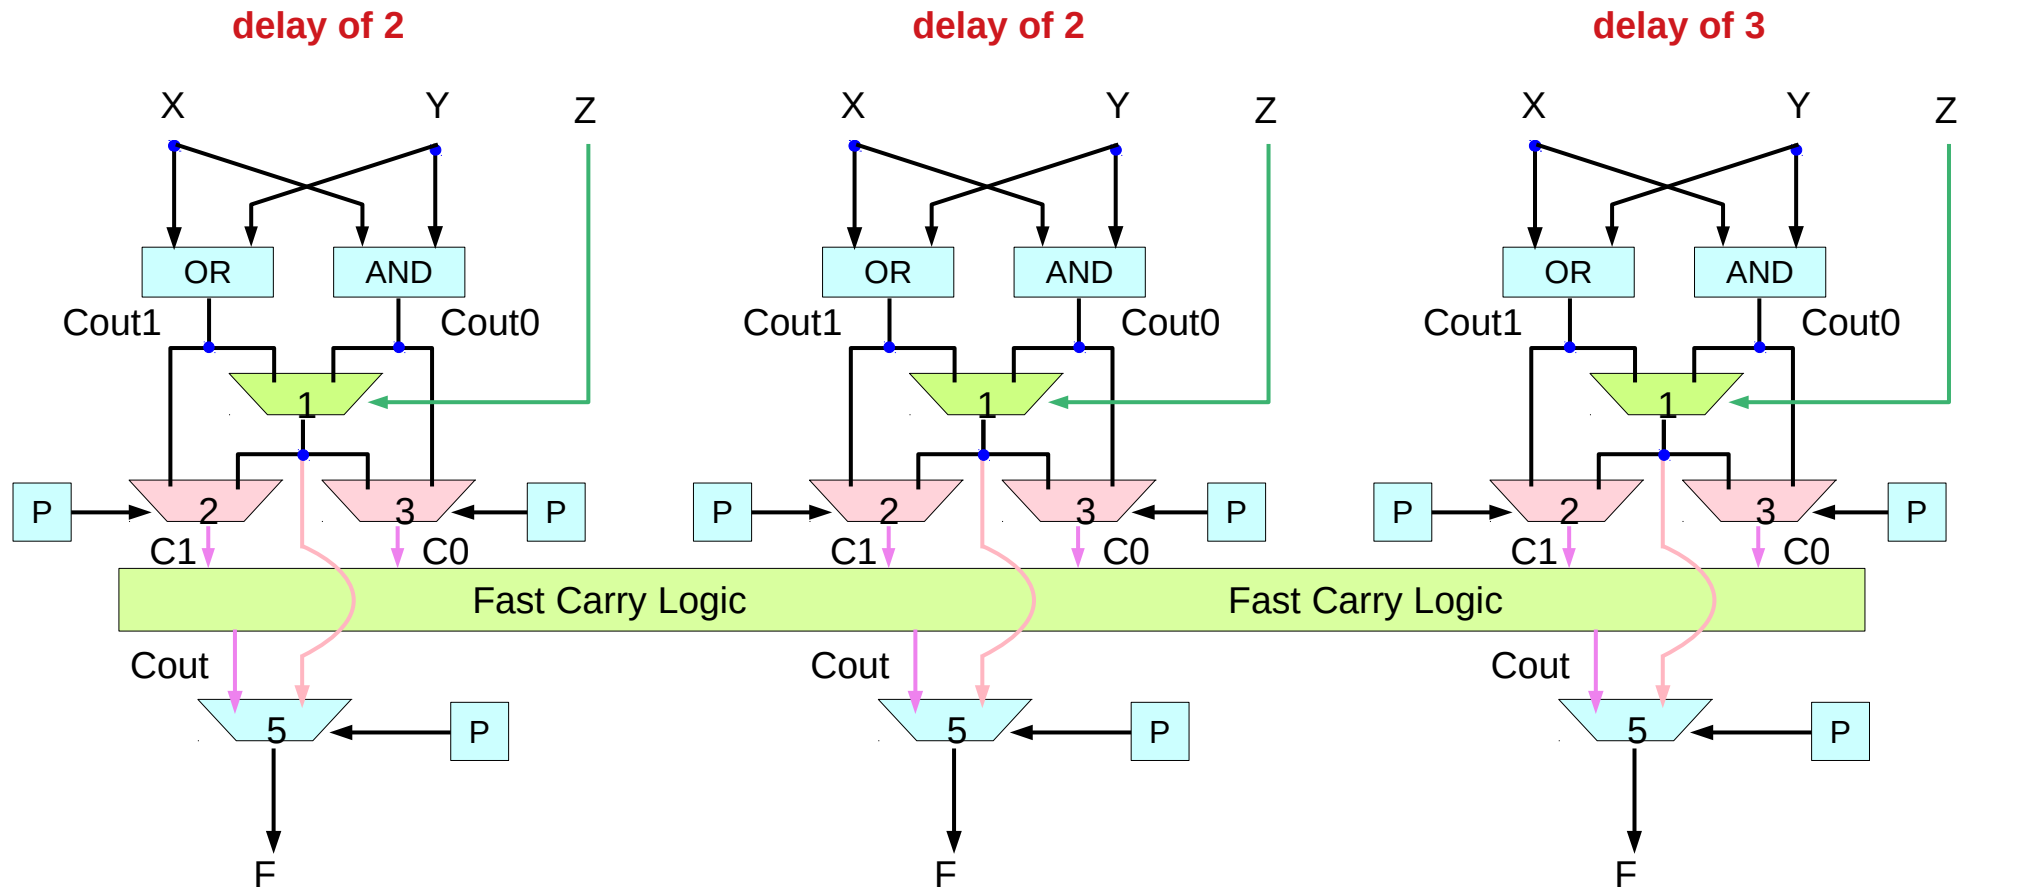 delay of 2 delay of 2 delay of 3
X Y Z X Y Z X Y Z
OR AND OR AND OR AND
Cout1 Cout0 Cout1 Cout0 Cout1 Cout0
1 1 1
P 2 3 P P 2 3 P P 2 3 P
C1 C0 C1 C0 C1 C0
Fast Carry Logic Fast Carry Logic
Cout Cout Cout
5 P 5 P 5 P
F F F